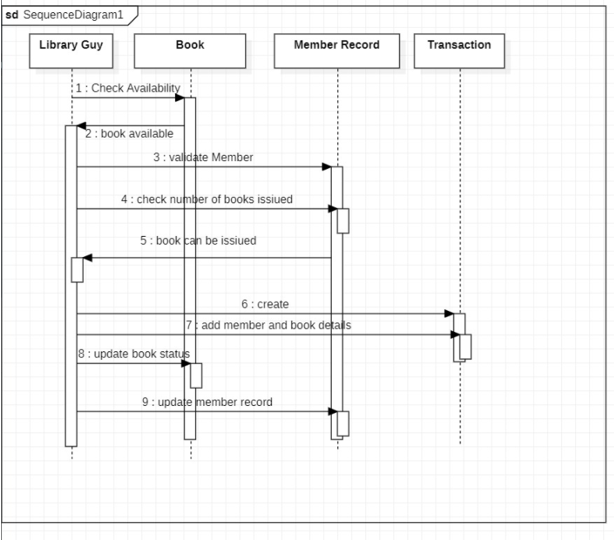 sd SequenceDiagram1
Library Guy
Book
Member Record
Transaction
1 : Check Availability
2 : book available
3 : validate Member
4 : check number of books issiued
5 : book can be issiued
6 : create
7 : add member and book details
8 : update book status
9 : update member record